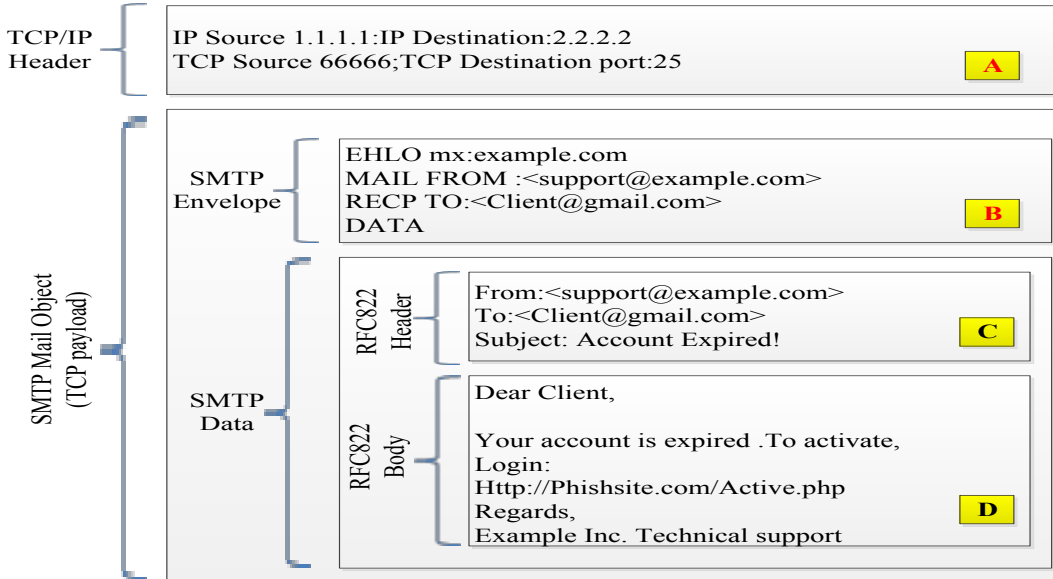 TCP/IP
Header
IP Source 1.1.1.1:IP Destination:2.2.2.2
TCP Source 66666;TCP Destination port:25
A
SMTP Mail Object
(TCP payload)
SMTP
Envelope
EHLO mx:example.com
MAIL FROM :<support@example.com>
RECP TO:<Client@gmail.com>
DATA
B
SMTP
Data
RFC822
Header
From:<support@example.com>
To:<Client@gmail.com>
Subject: Account Expired!
C
RFC822
Body
Dear Client,
Your account is expired .To activate,
Login:
Http://Phishsite.com/Active.php
Regards,
Example Inc. Technical support
D